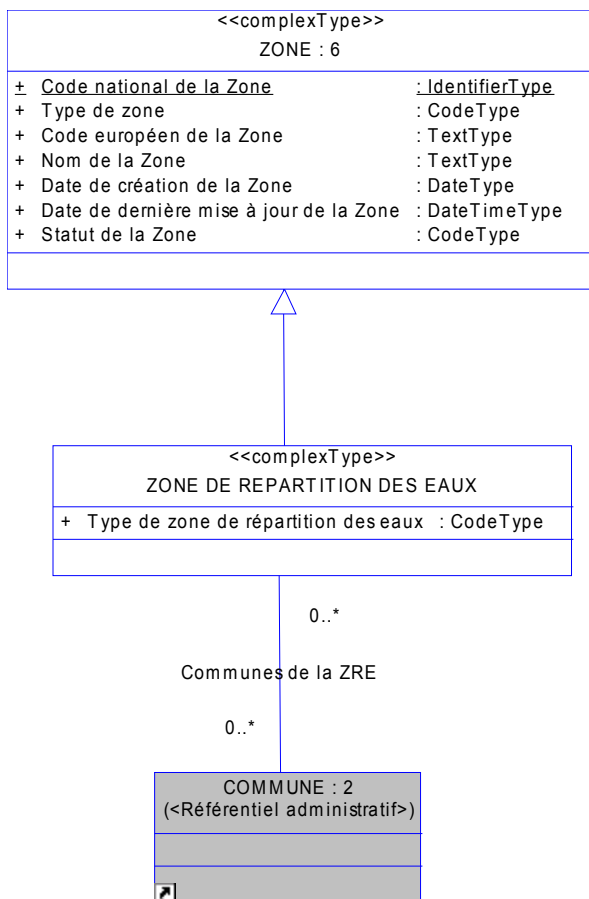 <<complexType>>
ZONE : 6
+ Code national de la Zone : IdentifierType
+ Type de zone : CodeType
+ Code européen de la Zone : TextType
+ Nom de la Zone : TextType
+ Date de création de la Zone : DateType
+ Date de dernière mise à jour de la Zone : DateTimeType
+ Statut de la Zone : CodeType
<<complexType>>
ZONE DE REPARTITION DES EAUX
+ Type de zone de répartition des eaux : CodeType
0..*
Communes de la ZRE
0..*
COMMUNE : 2
(<Référentiel administratif>)